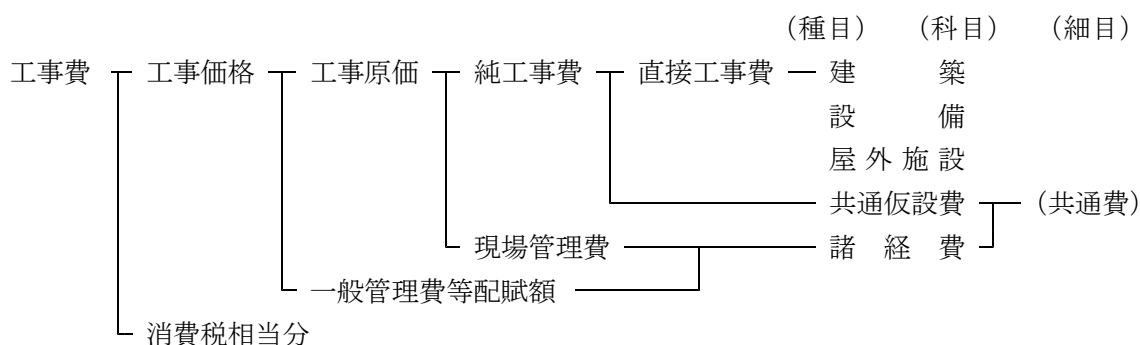 （種目）　（科目）　（細目）
工事費　工事価格　工事原価　純工事費　直接工事費　建　　　築
設　　　備
屋 外 施 設
共通仮設費　（共通費）
現場管理費　諸　経　費
一般管理費等配賦額
消費税相当分